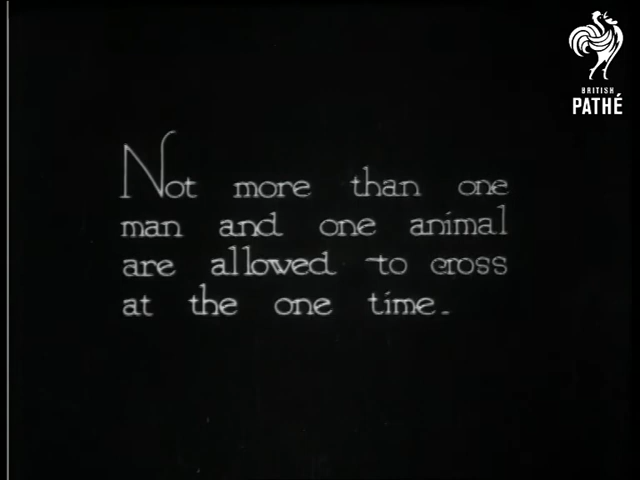 BRITISH
PATHÉ
Not more than one
man and one animal
are allowed to cross
at the one time.